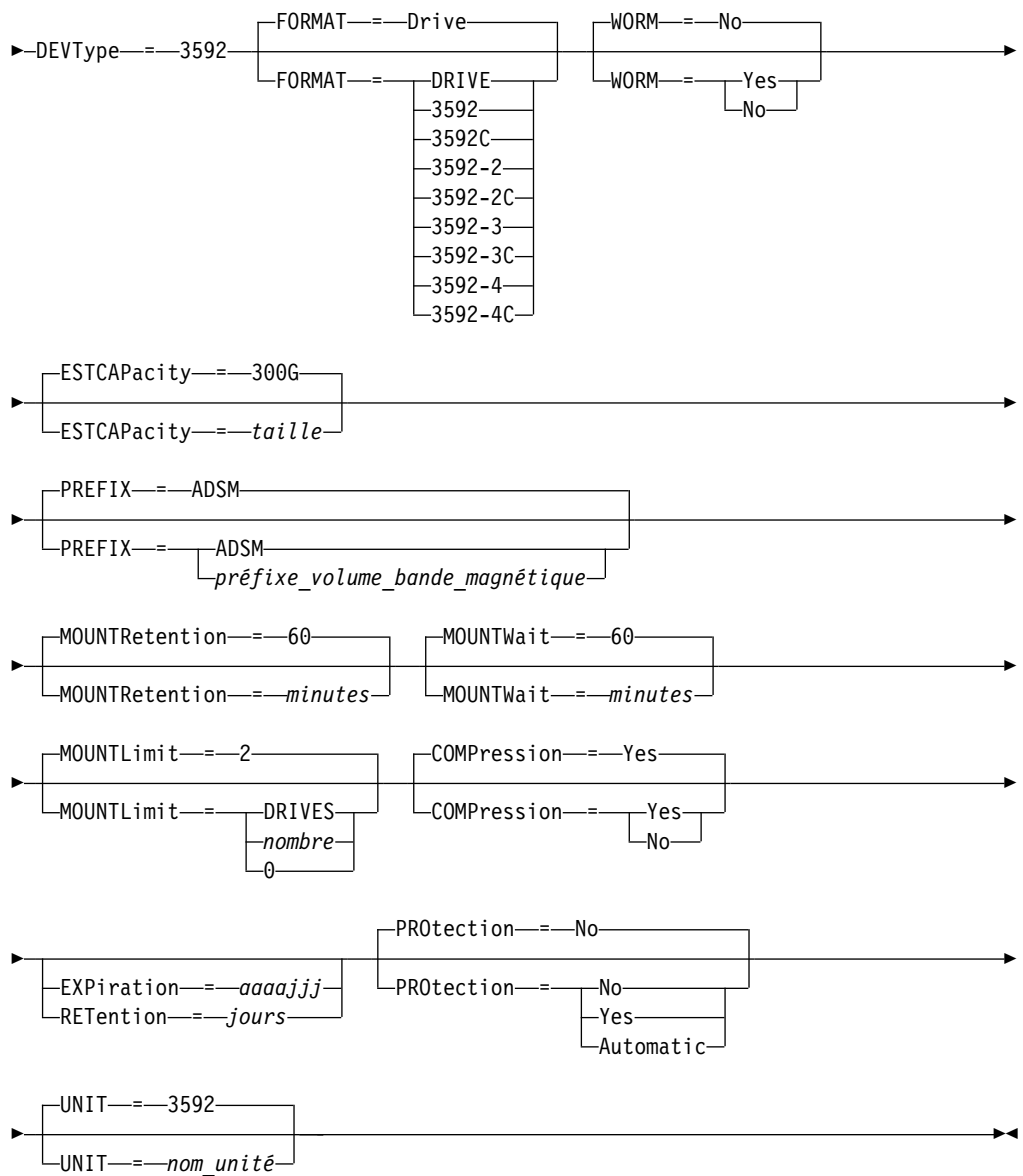 FORMAT = Drive WORM = No
DEVType = 3592
FORMAT = DRIVE WORM = Yes
3592 No
3592C
3592-2
3592-2C
3592-3
3592-3C
3592-4
3592-4C
ESTCAPacity = 300G
ESTCAPacity = taille
PREFIX = ADSM
PREFIX = ADSM
préfixe_volume_bande_magnétique
MOUNTRetention = 60 MOUNTWait = 60
MOUNTRetention = minutes MOUNTWait = minutes
MOUNTLimit = 2 COMPression = Yes
MOUNTLimit = DRIVES COMPression = Yes
nombre No
0
PROtection = No
EXPiration = aaaajjj PROtection = No
RETention = jours Yes
Automatic
UNIT = 3592
UNIT = nom_unité